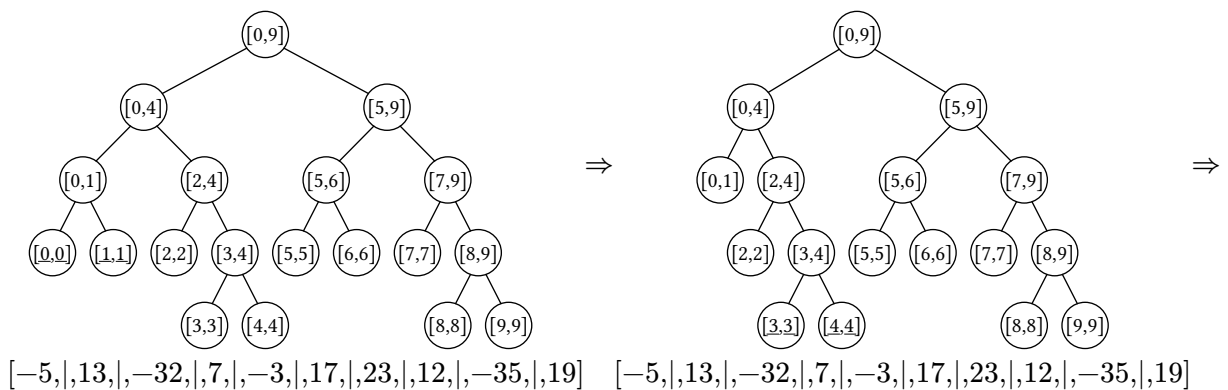 [0,9] [0,9]
[0,4] [5,9] [0,4] [5,9]
[0,1] [2,4] [5,6] [7,9] ⇒ [0,1] [2,4] [5,6] [7,9] ⇒
[0,0] [1,1] [2,2] [3,4] [5,5] [6,6] [7,7] [8,9] [2,2] [3,4] [5,5] [6,6] [7,7] [8,9]
[3,3] [4,4] [8,8] [9,9] [3,3] [4,4] [8,8] [9,9]
[−5,|,13,|,−32,|,7,|,−3,|,17,|,23,|,12,|,−35,|,19] [−5,|,13,|,−32,|,7,|,−3,|,17,|,23,|,12,|,−35,|,19]